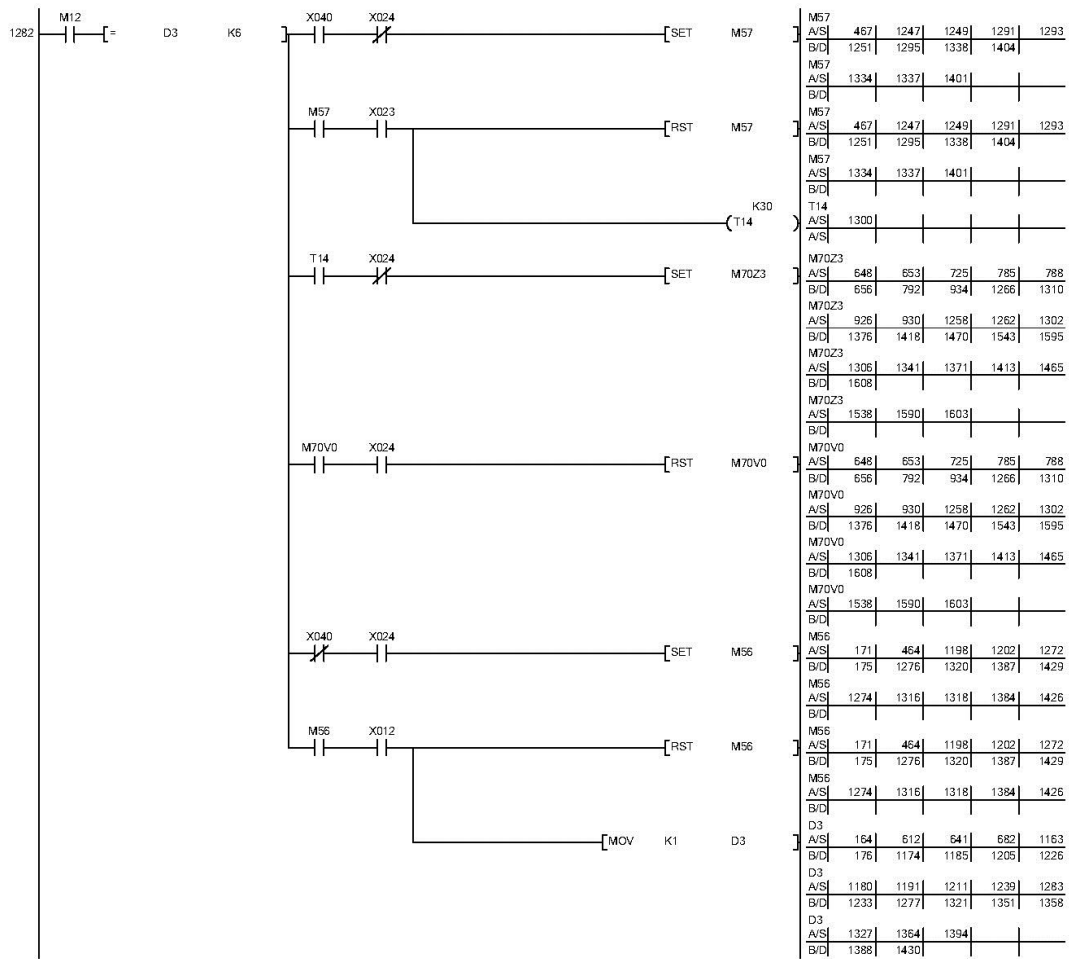 M12 X040 X024 M57
1282 = D3 K6 SET M57 A/S 467 1247 1249 1291 1293
B/D 1251 1295 1338 1404
M57
A/S 1334 1337 1401
B/D
M57 X023 M57
RST M57 A/S 467 1247 1249 1291 1293
B/D 1251 1295 1338 1404
M57
A/S 1334 1337 1401
B/D
K30 T14
T14 A/S 1300
A/S
T14 X024 M70Z3
SET M70Z3 A/S 648 653 725 785 788
B/D 656 792 934 1266 1310
M70Z3
A/S 926 930 1258 1262 1302
B/D 1376 1418 1470 1543 1595
M70Z3
A/S 1306 1341 1371 1413 1465
B/D 1608
M70Z3
A/S 1538 1590 1603
B/D
M70V0 X024 M70V0
RST M70V0 A/S 648 653 725 785 788
B/D 656 792 934 1266 1310
M70V0
A/S 926 930 1258 1262 1302
B/D 1376 1418 1470 1543 1595
M70V0
A/S 1306 1341 1371 1413 1465
B/D 1608
M70V0
A/S 1538 1590 1603
B/D
X040 X024 M56
SET M56 A/S 171 464 1198 1202 1272
B/D 175 1276 1320 1387 1429
M56
A/S 1274 1316 1318 1384 1426
B/D
M56 X012 M56
RST M56 A/S 171 464 1198 1202 1272
B/D 175 1276 1320 1387 1429
M56
A/S 1274 1316 1318 1384 1426
B/D
D3
MOV K1 D3 A/S 164 612 641 682 1163
B/D 176 1174 1185 1205 1226
D3
A/S 1180 1191 1211 1239 1283
B/D 1233 1277 1321 1351 1358
D3
A/S 1327 1364 1394
B/D 1388 1430